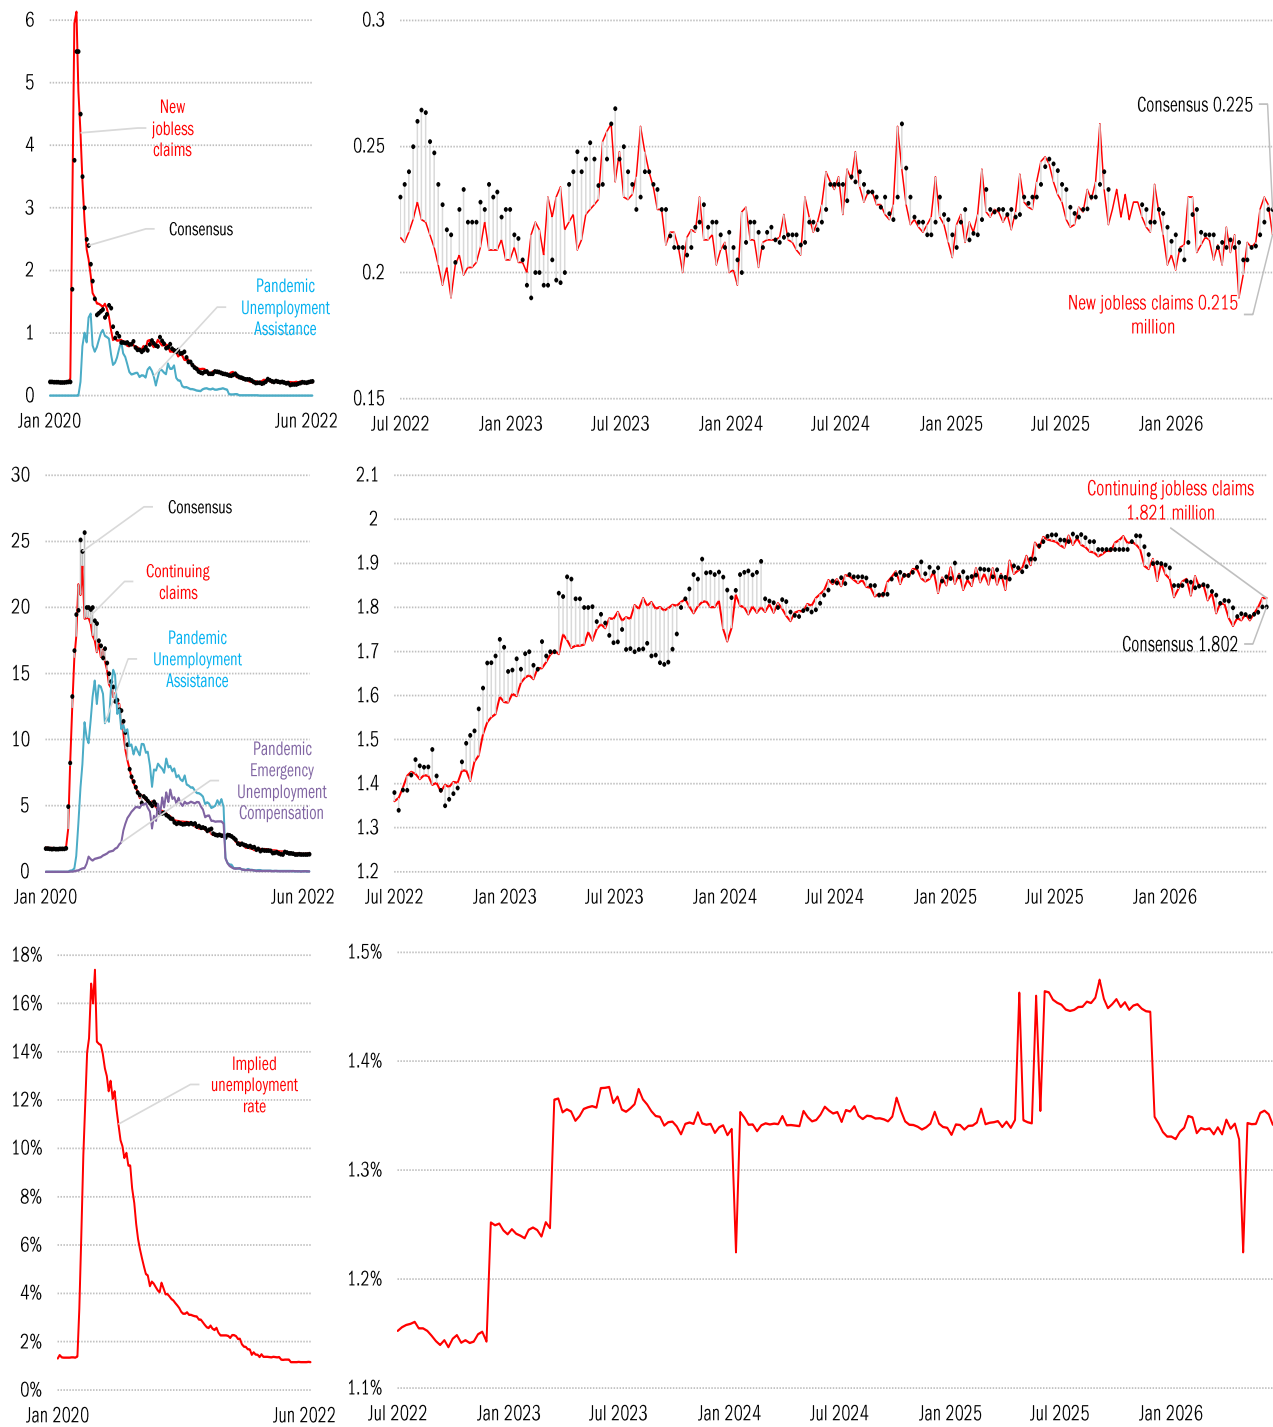 6
5
4
3
2
1
0
New
jobless
claims
Consensus
Pandemic
Unemployment
Assistance
Jan 2020
Jun 2022
0.3
0.25
0.2
0.15
Consensus 0.225
New jobless claims 0.215
million
Jul 2022
Jan 2023
Jul 2023
Jan 2024
Jul 2024
Jan 2025
Jul 2025
Jan 2026
30
25
20
15
10
5
0
Consensus
Continuing
claims
Pandemic
Unemployment
Assistance
Pandemic
Emergency
Unemployment
Compensation
Jan 2020
Jun 2022
2.1
2
1.9
1.8
1.7
1.6
1.5
1.4
1.3
1.2
Continuing jobless claims
1.821 million
Consensus 1.802
Jul 2022
Jan 2023
Jul 2023
Jan 2024
Jul 2024
Jan 2025
Jul 2025
Jan 2026
18%
16%
14%
12%
10%
8%
6%
4%
2%
0%
Implied
unemployment
rate
Jan 2020
Jun 2022
1.5%
1.4%
1.3%
1.2%
1.1%
Jul 2022
Jan 2023
Jul 2023
Jan 2024
Jul 2024
Jan 2025
Jul 2025
Jan 2026